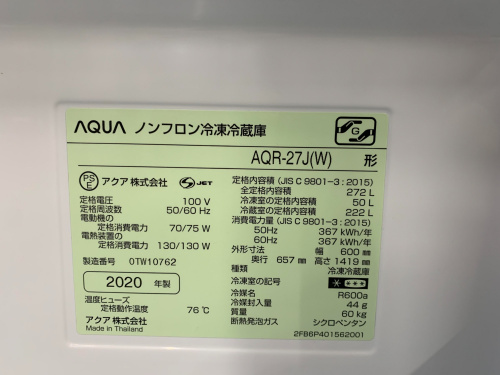 AQUA ノンフロン冷凍冷蔵庫
G
AQR-27J(W) 形
PSE アクア株式会社 JET
定格電圧 100 V
定格周波数 50/60 Hz
電動機の
定格消費電力 70/75 W
電熱装置の
定格消費電力 130/130 W
製造番号 0TW10762
2020 年製
温度ヒューズ
定格動作温度 76℃
アクア株式会社
Made in Thailand
定格内容積 (JIS C 9801-3:2015)
全定格内容積 272 L
冷凍室の定格内容積 50 L
冷蔵室の定格内容積 222 L
消費電力量 (JIS C 9801-3:2015)
50Hz 367 kWh/年
60Hz 367 kWh/年
外形寸法 幅 600 mm
奥行 657 mm 高さ 1419 mm
種類 冷凍冷蔵庫
冷凍室の記号 * ***
冷媒名 R600a
冷媒封入量 44 g
質量 60 kg
断熱発泡ガス シクロペンタン
2FB6P401562001